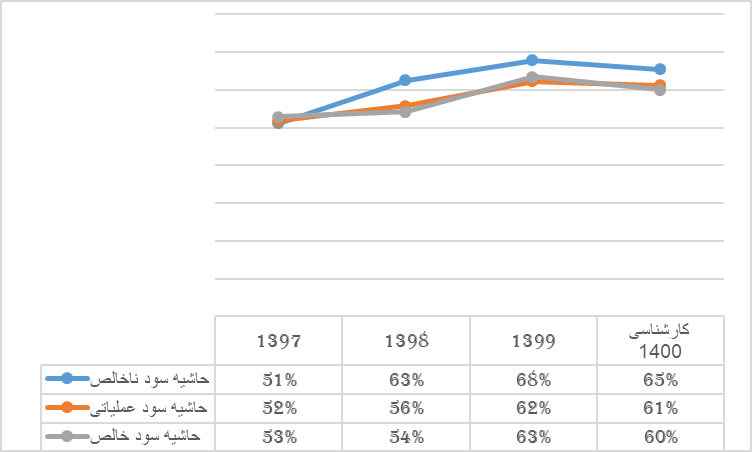 1397 1398 1399 کارشناسی
1400
حاشیه سود ناخالص 51% 63% 68% 65%
حاشیه سود عملیاتی 52% 56% 62% 61%
حاشیه سود خالص 53% 54% 63% 60%